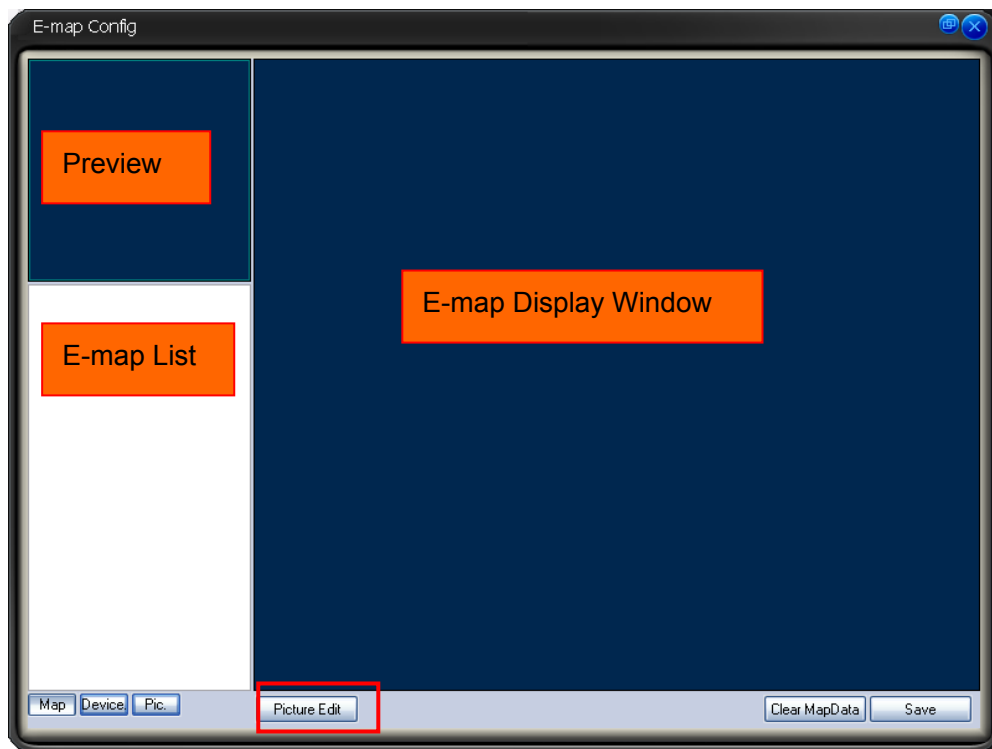 E-map Config
Preview
E-map Display Window
E-map List
Map Device Pic. Picture Edit Clear MapData Save